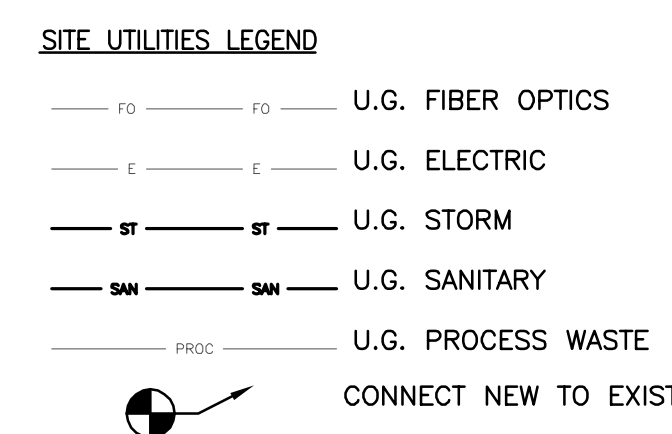 SITE UTILITIES LEGEND
FO FO U.G. FIBER OPTICS
E E U.G. ELECTRIC
ST ST U.G. STORM
SAN SAN U.G. SANITARY
PROC U.G. PROCESS WASTE
CONNECT NEW TO EXIST